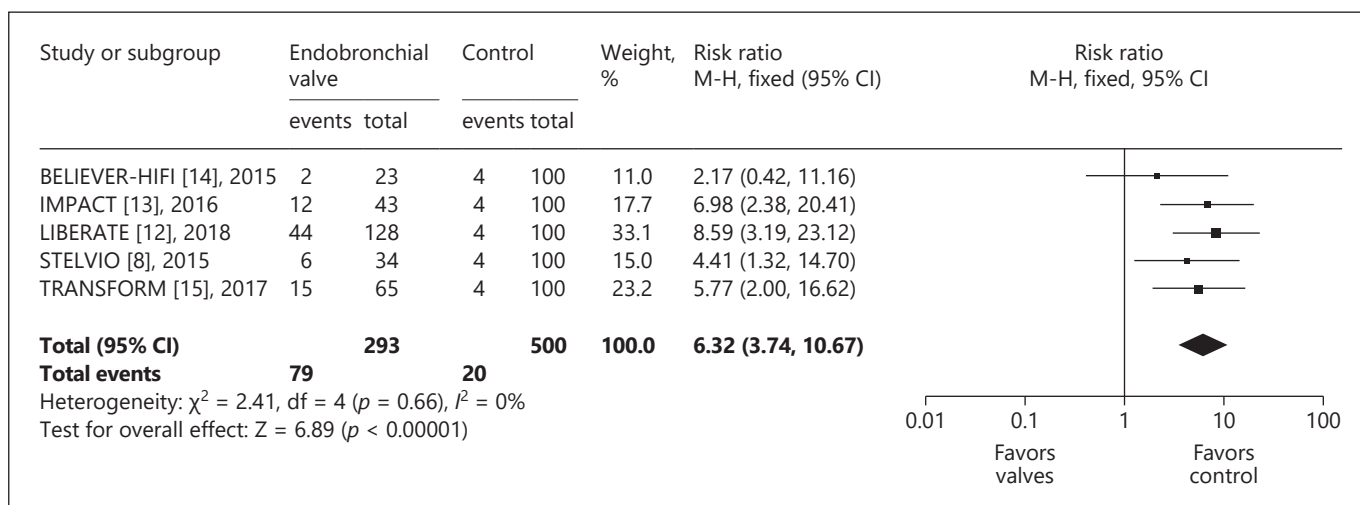 Study or subgroup Endobronchial valve Control Weight, % Risk ratio M-H, fixed (95% CI) Risk ratio M-H, fixed, 95% CI
events total events total
BELIEVER-HIFI [14], 2015 2 23 4 100 11.0 2.17 (0.42, 11.16)
IMPACT [13], 2016 12 43 4 100 17.7 6.98 (2.38, 20.41)
LIBERATE [12], 2018 44 128 4 100 33.1 8.59 (3.19, 23.12)
STELVIO [8], 2015 6 34 4 100 15.0 4.41 (1.32, 14.70)
TRANSFORM [15], 2017 15 65 4 100 23.2 5.77 (2.00, 16.62)
Total (95% CI) 293 500 100.0 6.32 (3.74, 10.67)
Total events 79 20
Heterogeneity: χ² = 2.41, df = 4 (p = 0.66), I² = 0%
Test for overall effect: Z = 6.89 (p < 0.00001)
0.01 0.1 1 10 100
Favors valves Favors control